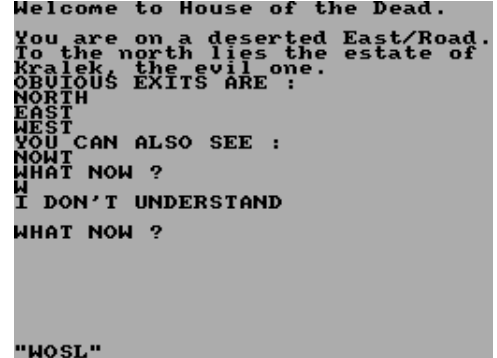 Welcome to House of the Dead.
You are on a deserted East/Road.
To the north lies the estate of
Kralek, the evil one.
OBVIOUS EXITS ARE :
NORTH
EAST
WEST
YOU CAN ALSO SEE :
NOWT
WHAT NOW ?
W
I DON'T UNDERSTAND
WHAT NOW ?
"WOSL"